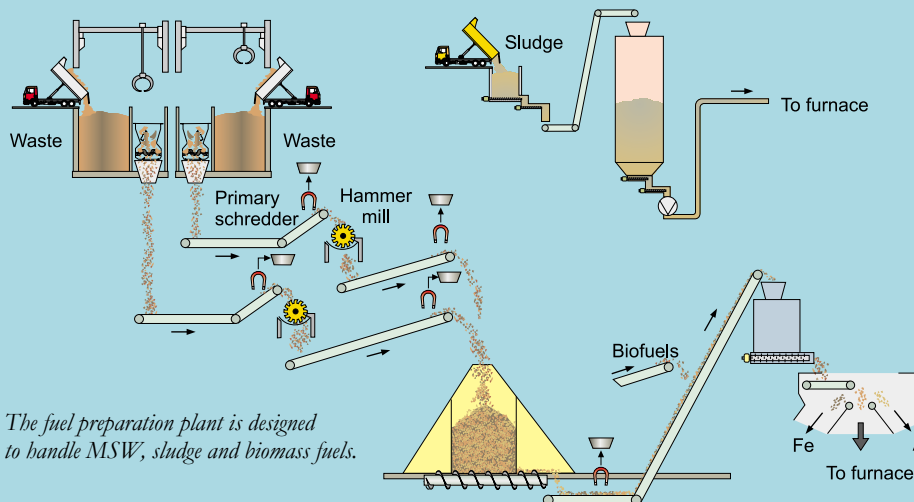 Sludge
To furnace
Waste
Waste
Primary
schredder
Hammer
mill
Biofuels
The fuel preparation plant is designed
to handle MSW, sludge and biomass fuels.
Fe
To furnace